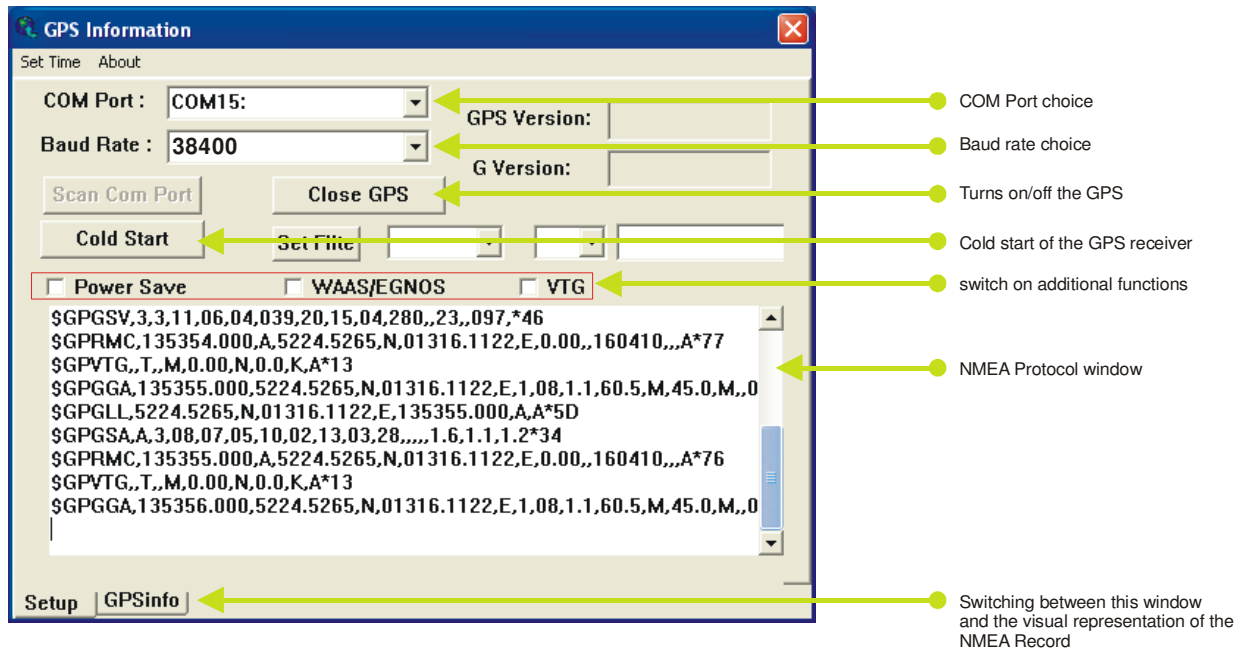 GPS Information
Set Time About
COM Port : COM15:
GPS Version:
Baud Rate : 38400
G Version:
Scan Com Port Close GPS
Cold Start Set Filte
Power Save WAAS/EGNOS VTG
$GPGSV,3,3,11,06,04,039,20,15,04,280,,23,,097,*46
$GPRMC,135354.000,A,5224.5265,N,01316.1122,E,0.00,,160410,,,A*77
$GPVTG,,T,,M,0.00,N,0.0,K,A*13
$GPGGA,135355.000,5224.5265,N,01316.1122,E,1,08,1.1,60.5,M,45.0,M,,0
$GPGLL,5224.5265,N,01316.1122,E,135355.000,A,A*5D
$GPGSA,A,3,08,07,05,10,02,13,03,28,,,,,1.6,1.1,1.2*34
$GPRMC,135355.000,A,5224.5265,N,01316.1122,E,0.00,,160410,,,A*76
$GPVTG,,T,,M,0.00,N,0.0,K,A*13
$GPGGA,135356.000,5224.5265,N,01316.1122,E,1,08,1.1,60.5,M,45.0,M,,0
Setup GPSinfo
COM Port choice
Baud rate choice
Turns on/off the GPS
Cold start of the GPS receiver
switch on additional functions
NMEA Protocol window
Switching between this window
and the visual representation of the
NMEA Record